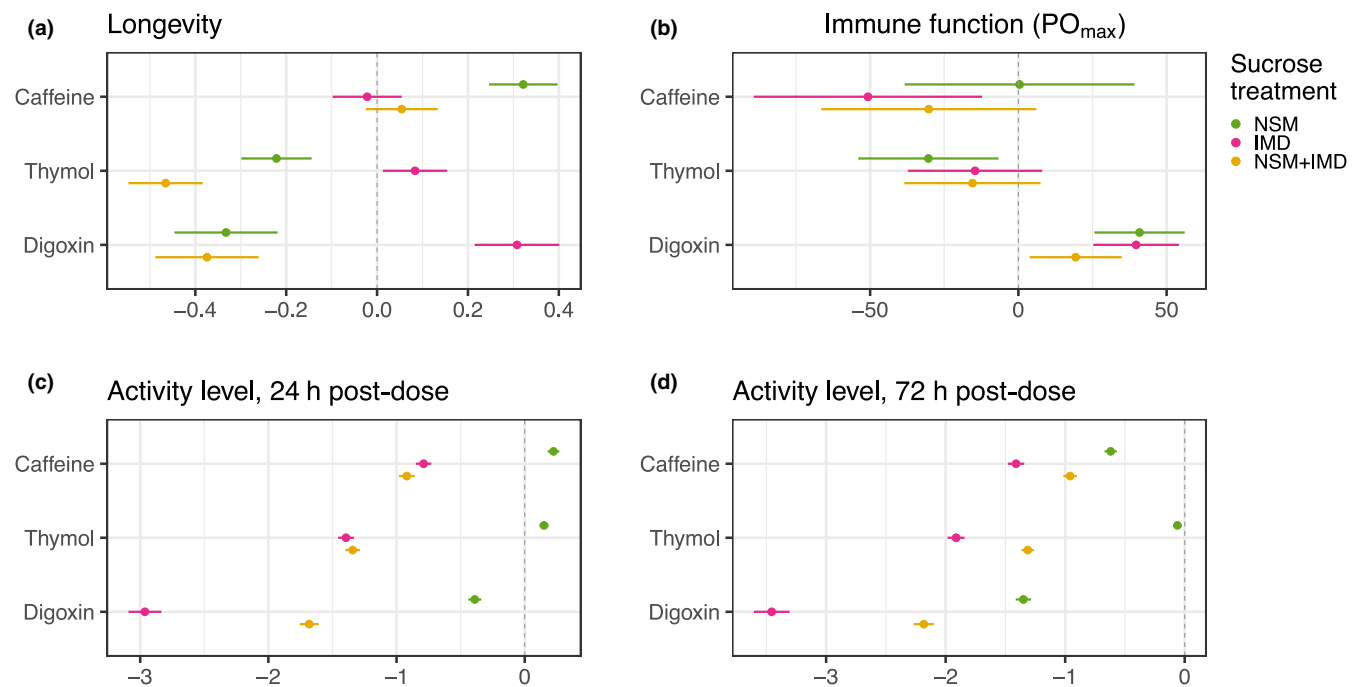 (a) Longevity
Caffeine
Thymol
Digoxin
−0.4 −0.2 0.0 0.2 0.4
(b) Immune function (POmax)
Caffeine
Thymol
Digoxin
−50 0 50
Sucrose
treatment
NSM
IMD
NSM+IMD
(c) Activity level, 24 h post-dose
Caffeine
Thymol
Digoxin
−3 −2 −1 0
(d) Activity level, 72 h post-dose
Caffeine
Thymol
Digoxin
−3 −2 −1 0